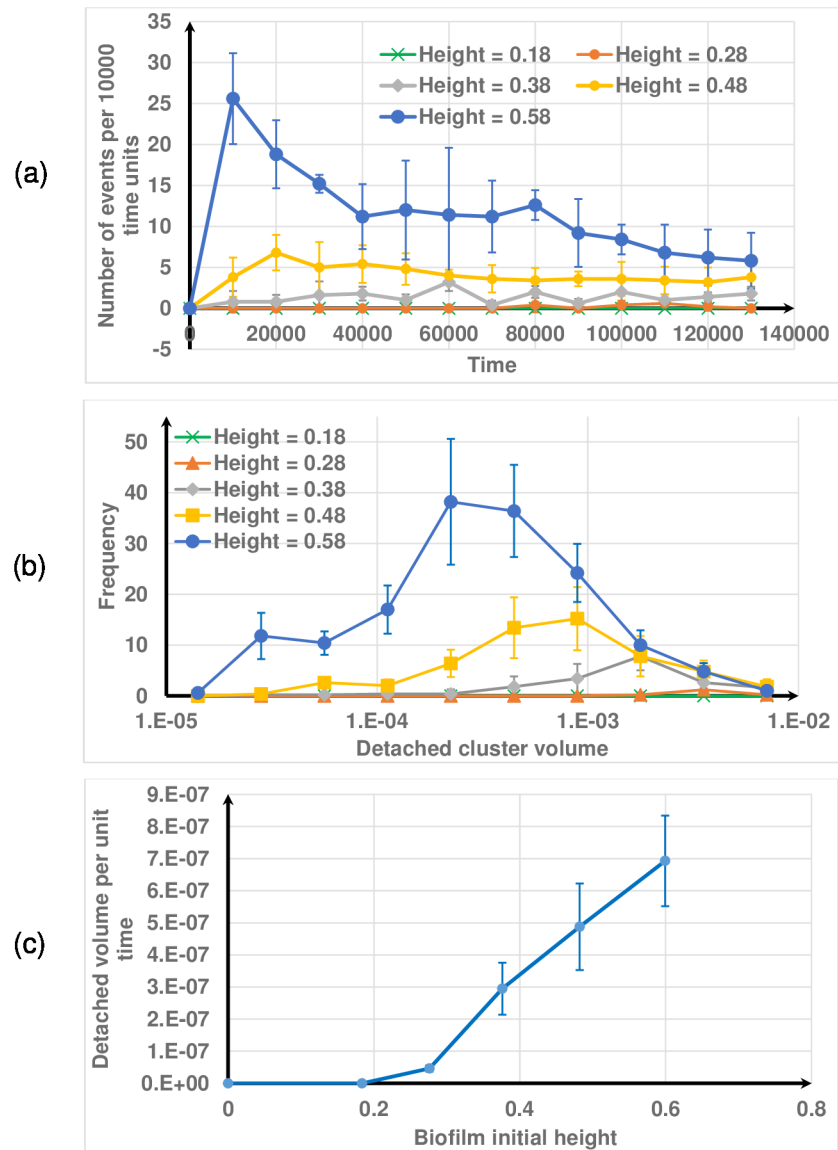 (a)
Number of events per 10000
time units
35
30
25
20
15
10
5
0
-5
Height = 0.18
Height = 0.28
Height = 0.38
Height = 0.48
Height = 0.58
0
20000
40000
60000
80000
100000
120000
140000
Time
(b)
Frequency
50
40
30
20
10
0
Height = 0.18
Height = 0.28
Height = 0.38
Height = 0.48
Height = 0.58
1.E-05
1.E-04
1.E-03
1.E-02
Detached cluster volume
(c)
Detached volume per unit
time
9.E-07
8.E-07
7.E-07
6.E-07
5.E-07
4.E-07
3.E-07
2.E-07
1.E-07
0.E+00
0
0.2
0.4
0.6
0.8
Biofilm initial height